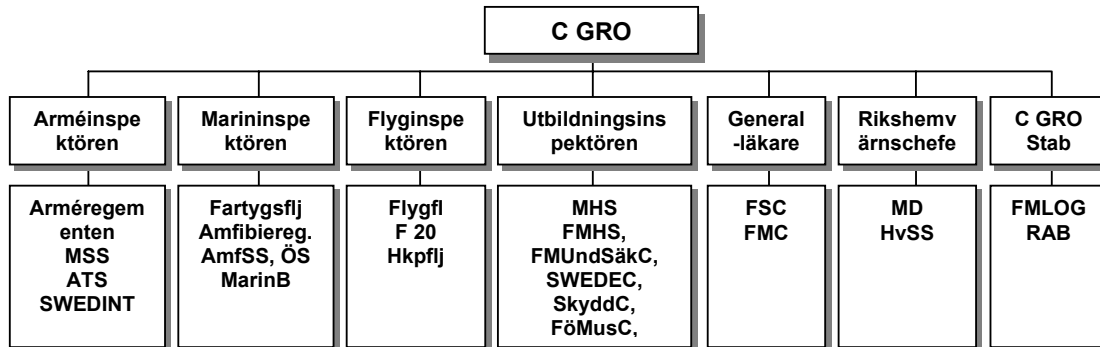 C GRO
Arméinspe
ktören
Marininspe
ktören
Flyginspe
ktören
Utbildningsins
pektören
General
-läkare
Rikshemv
ärnschefe
C GRO
Stab
Arméregem
enten
MSS
ATS
SWEDINT
Fartygsflj
Amfibiereg.
AmfSS, ÖS
MarinB
Flygfl
F 20
Hkpflj
MHS
FMHS,
FMUndSäkC,
SWEDEC,
SkyddC,
FöMusC,
FSC
FMC
MD
HvSS
FMLOG
RAB